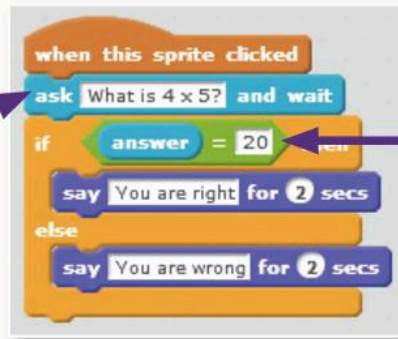 when this sprite clicked
ask What is 4 x 5? and wait
if answer = 20
say You are right for 2 secs
else
say You are wrong for 2 secs